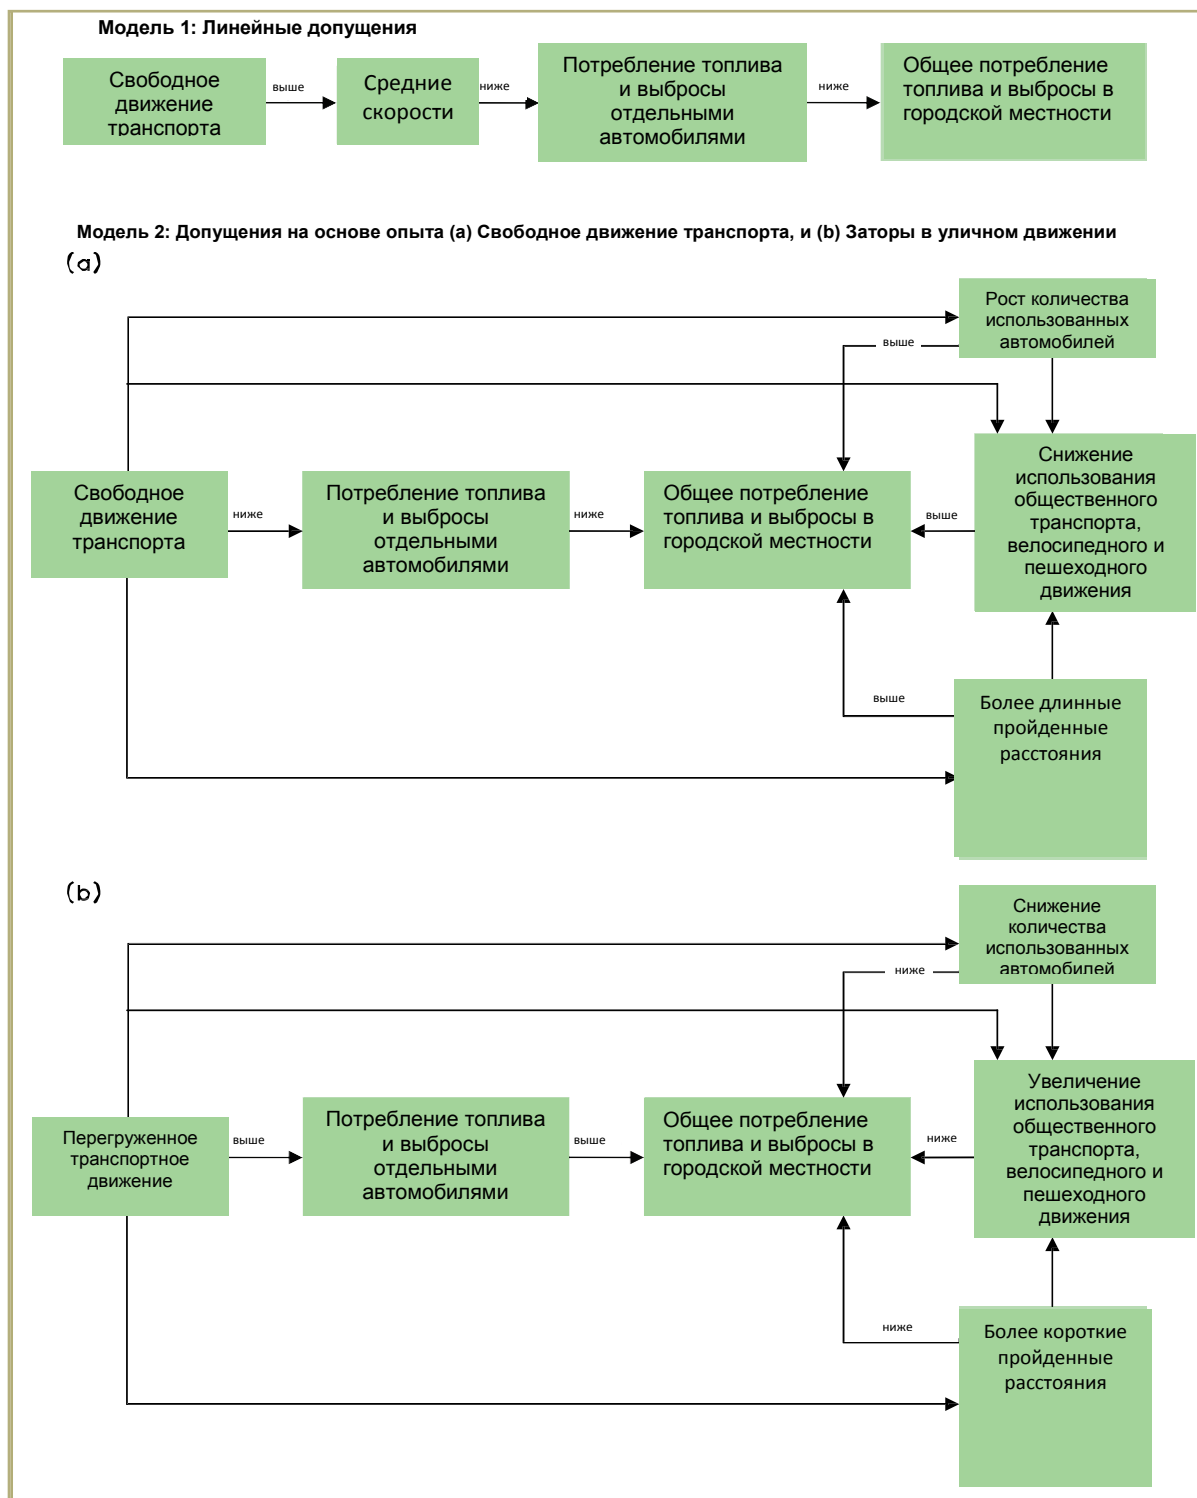 Модель 1: Линейные допущения
Свободное
движение
транспорта
выше
Средние
скорости
ниже
Потребление топлива
и выбросы
отдельными
автомобилями
ниже
Общее потребление
топлива и выбросы в
городской местности
Модель 2: Допущения на основе опыта (а) Свободное движение транспорта, и (b) Заторы в уличном движении
(a)
Рост количества
использованных
автомобилей
выше
Свободное
движение
транспорта
ниже
Потребление топлива
и выбросы
отдельными
автомобилями
ниже
Общее потребление
топлива и выбросы в
городской местности
выше
Снижение
использования
общественного
транспорта,
велосипедного и
пешеходного
движения
выше
Более длинные
пройденные
расстояния
(b)
Снижение
количества
использованных
автомобилей
ниже
Перегруженное
транспортное
движение
выше
Потребление топлива
и выбросы
отдельными
автомобилями
выше
Общее потребление
топлива и выбросы в
городской местности
ниже
Увеличение
использования
общественного
транспорта,
велосипедного и
пешеходного
движения
ниже
Более короткие
пройденные
расстояния